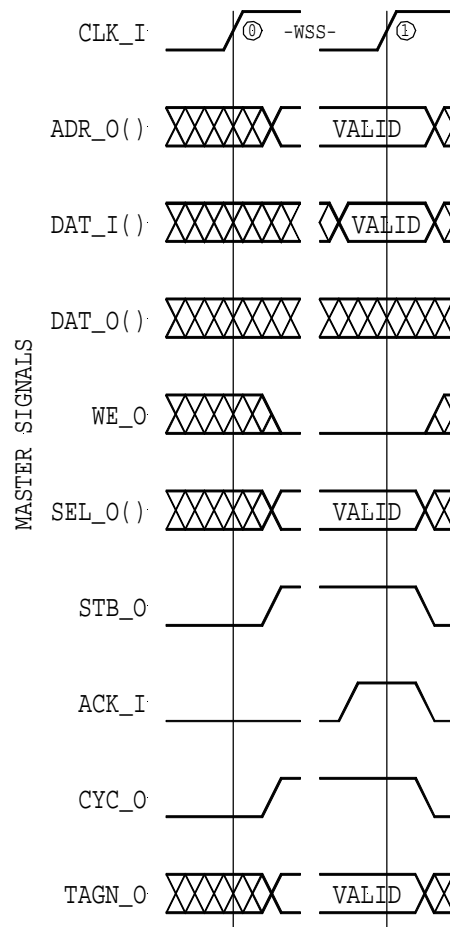 CLK_I
0 -WSS- 1
ADR_O()
VALID
DAT_I()
VALID
DAT_O()
MASTER SIGNALS
WE_O
SEL_O()
VALID
STB_O
ACK_I
CYC_O
TAGN_O
VALID